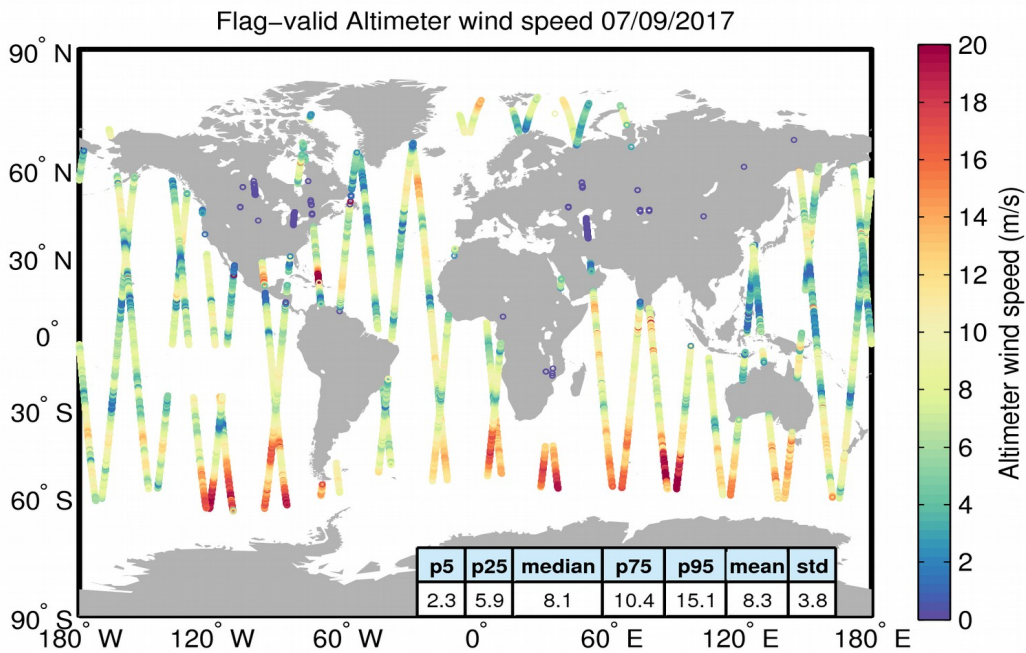 Flag−valid Altimeter wind speed 07/09/2017
90° N
60° N
30° N
0°
30° S
60° S
90° S
180° W
120° W
60° W
0°
60° E
120° E
180° E
p5 p25 median p75 p95 mean std
2.3 5.9 8.1 10.4 15.1 8.3 3.8
20
18
16
14
12
10
8
6
4
2
0
Altimeter wind speed (m/s)